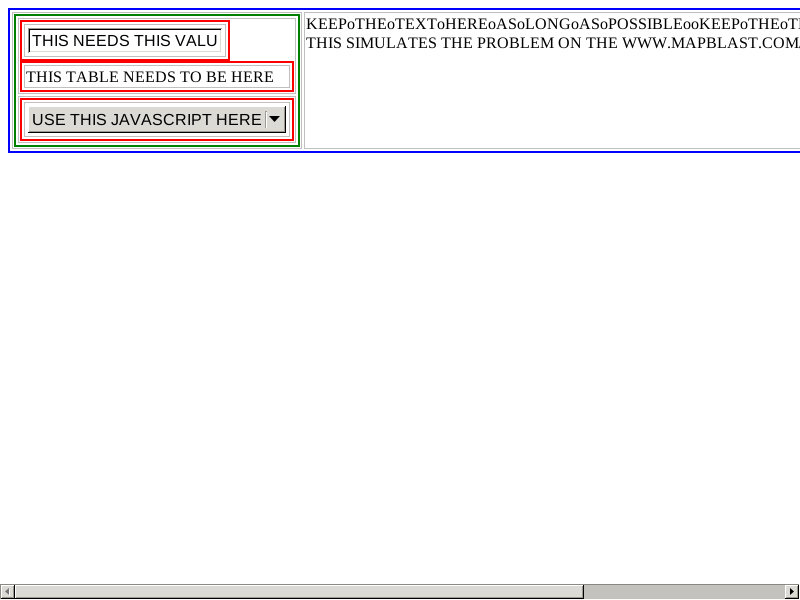 THIS NEEDS THIS VALU
THIS TABLE NEEDS TO BE HERE
USE THIS JAVASCRIPT HERE
KEEPoTHEoTEXToHEREoASoLONGoASoPOSSIBLEooKEEPoTHEoT
THIS SIMULATES THE PROBLEM ON THE WWW.MAPBLAST.COM